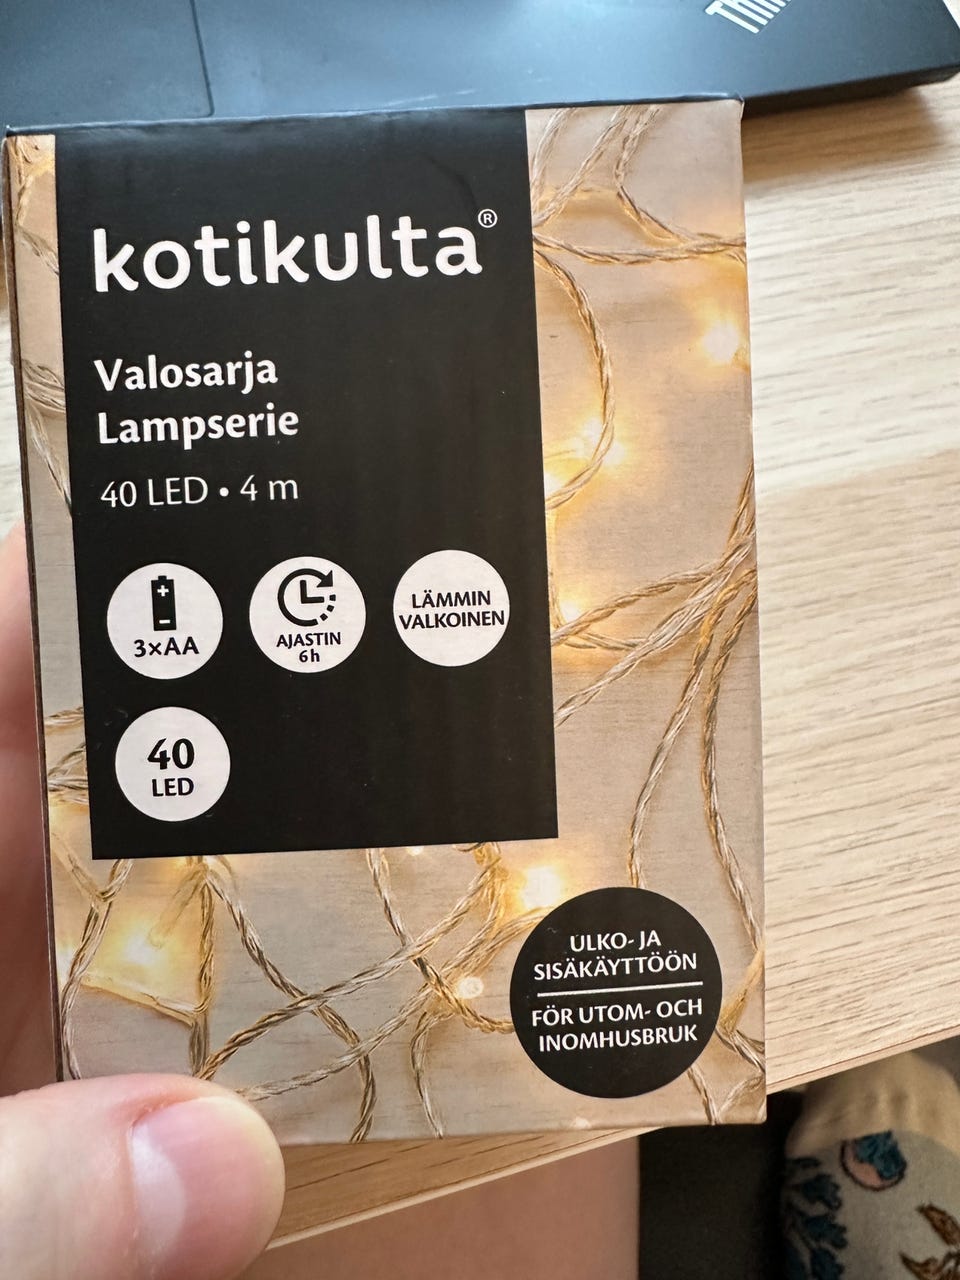 kotikulta®
Valosarja
Lampserie
40 LED • 4 m
+
-
3×AA
AJASTIN
6h
LÄMMIN
VALKOINEN
40
LED
ULKO- JA
SISÄKÄYTTÖÖN
FÖR UTOM- OCH
INOMHUSBRUK